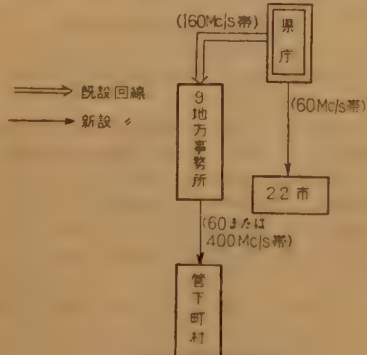 (160Mc/s帯)
県庁
既設回線
新設 〃
9地方事務所
(60Mc/s帯)
22市
(60または
400Mc/s帯)
管下町村